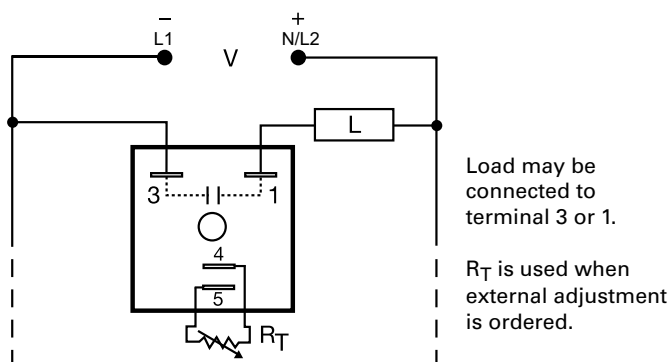 – +
L1 V N/L2
L
3 1
4
5
RT
Load may be
connected to
terminal 3 or 1.
RT is used when
external adjustment
is ordered.